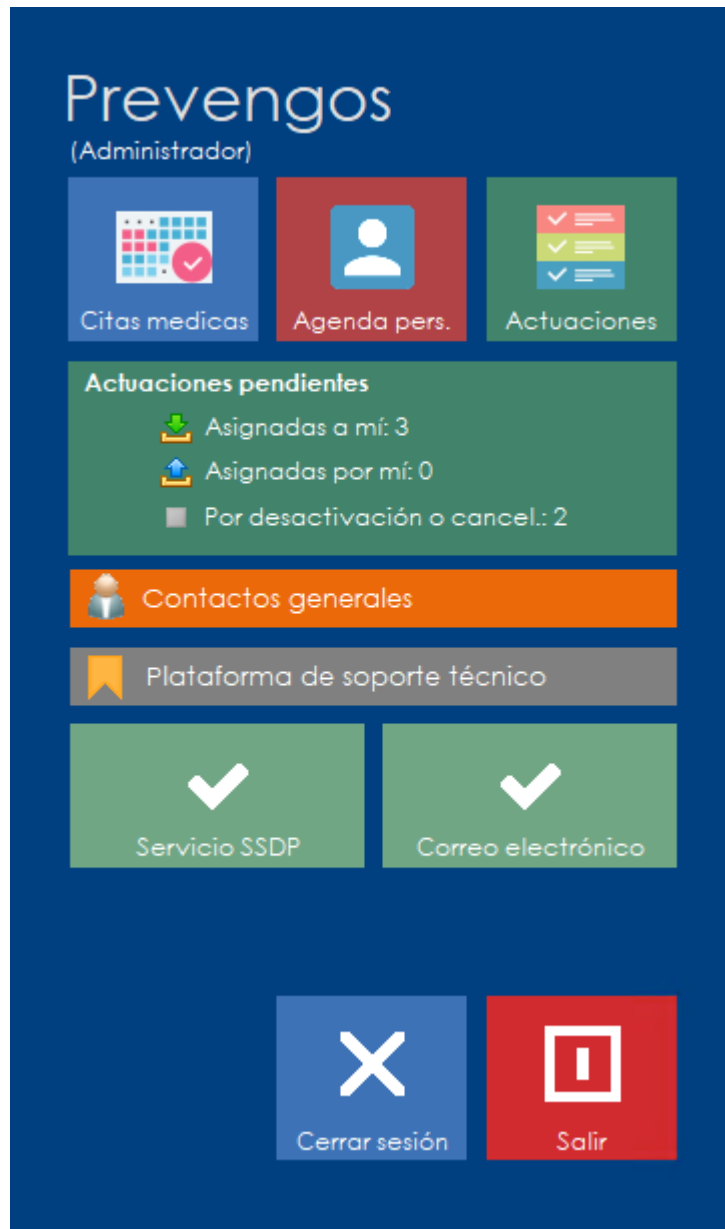 Prevengos
(Administrador)
Citas medicas
Agenda pers.
Actuaciones
Actuaciones pendientes
Asignadas a mí: 3
Asignadas por mí: 0
Por desactivación o cancel.: 2
Contactos generales
Plataforma de soporte técnico
Servicio SSDP
Correo electrónico
Cerrar sesión
Salir